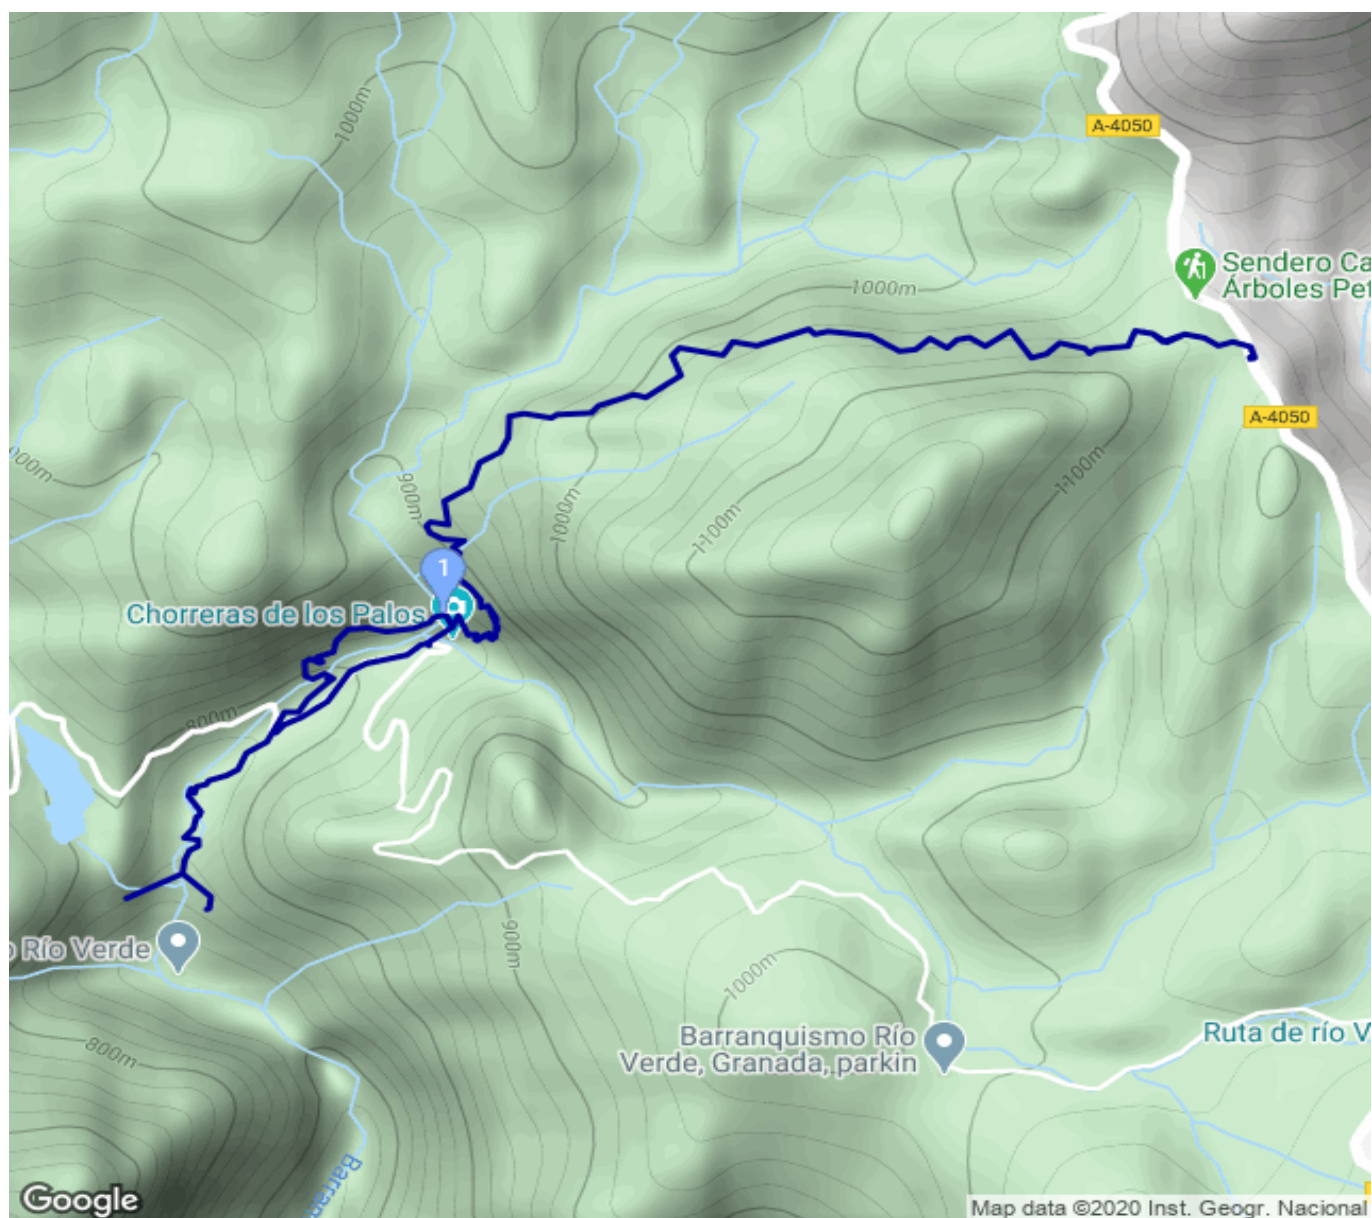 1000m
A-4050
Sendero Ca
Árboles Pet
1000m
A-4050
000m
900m
1000m
1100m
1100m
1
Chorreras de los Palos
800m
900m
o Río Verde
1000m
Barranquismo Río
Verde, Granada, parkin
Ruta de río V
800m
Barran
Google
Map data ©2020 Inst. Geogr. Nacional